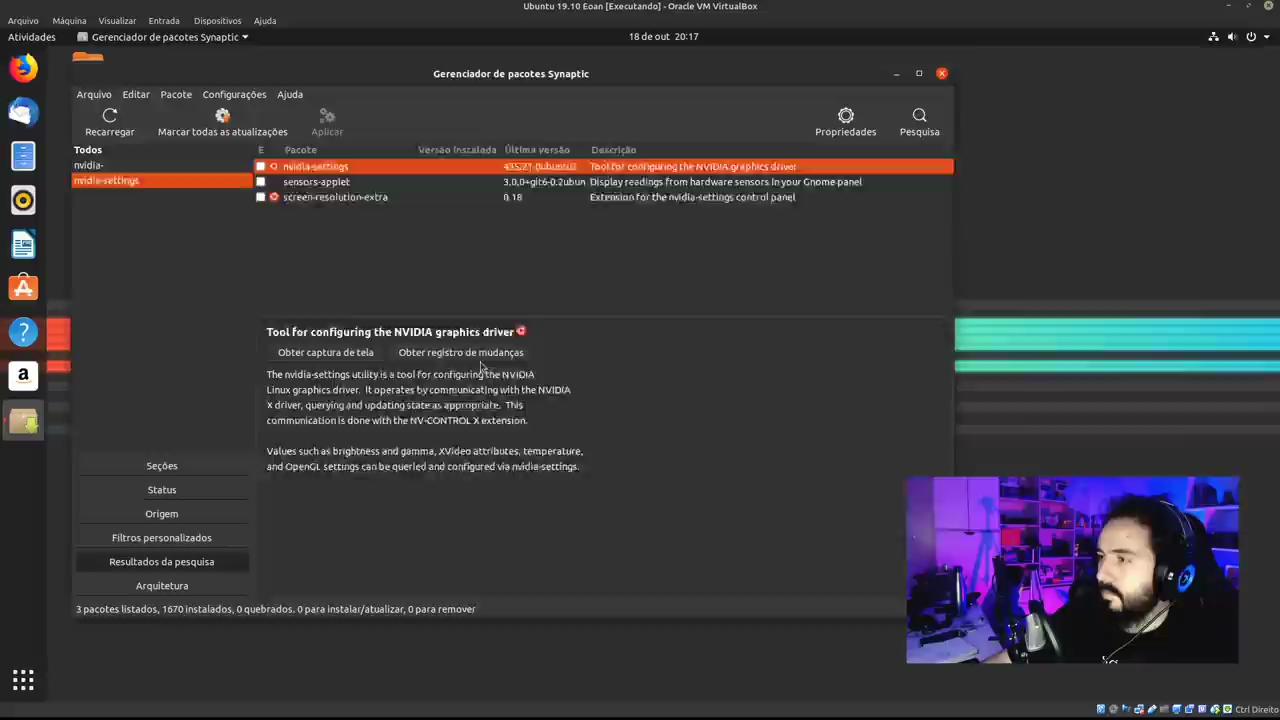 Ubuntu 19.10 Eoan [Executando] - Oracle VM VirtualBox
Arquivo Máquina Visualizar Entrada Dispositivos Ajuda
Atividades Gerenciador de pacotes Synaptic 18 de out 20:17
Gerenciador de pacotes Synaptic
Arquivo Editar Pacote Configurações Ajuda
Recarregar Marcar todas as atualizações Aplicar Propriedades Pesquisa
Todos E Pacote Versão Instalada Última versão Descrição
nvidia- nvidia-settings Tool for configuring the NVIDIA graphics driver
nvidia-settings sensors-applet 3.0.0+git6-0.2ubun Display readings from hardware sensors in your Gnome-panel
screen-resolution-extra 0.18 Extension for the nvidia-settings control panel
Tool for configuring the NVIDIA graphics driver
Obter captura de tela Obter registro de mudanças
The nvidia-settings utility is a tool for configuring the NVIDIA
Linux graphics driver. It operates by communicating with the NVIDIA
X driver, querying and updating state as appropriate. This
communication is done with the NV-CONTROL X extension.
Values such as brightness and gamma, XVideo attributes, temperature,
and OpenGL settings can be queried and configured via nvidia-settings.
Seções
Status
Origem
Filtros personalizados
Resultados da pesquisa
Arquitetura
3 pacotes listados, 1670 instalados, 0 quebrados. 0 para instalar/atualizar, 0 para remover
Ctrl Direito